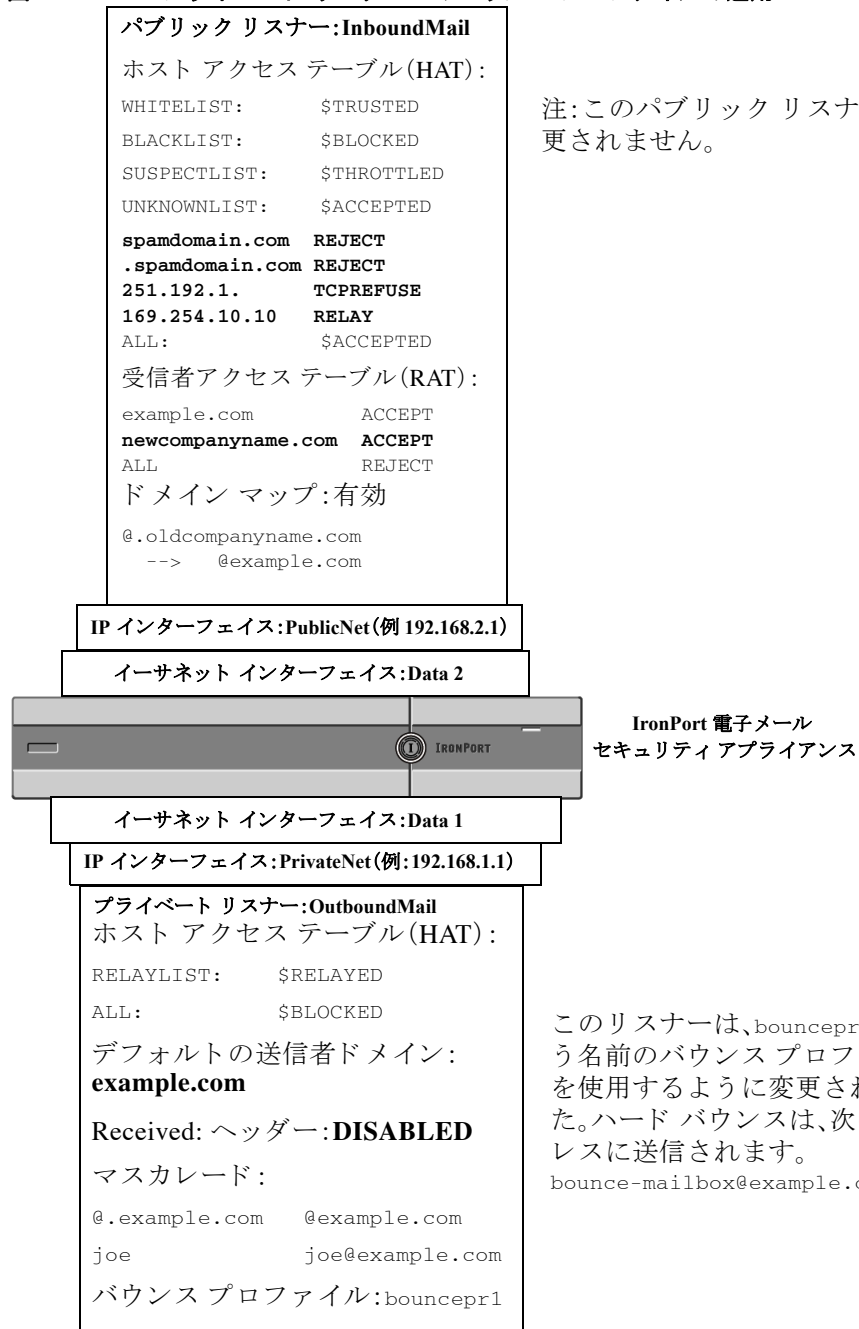 パブリック リスナー:InboundMail
ホスト アクセス テーブル(HAT):
WHITELIST: $TRUSTED
BLACKLIST: $BLOCKED
SUSPECTLIST: $THROTTLED
UNKNOWNLIST: $ACCEPTED
spamdomain.com REJECT
.spamdomain.com REJECT
251.192.1. TCPREFUSE
169.254.10.10 RELAY
ALL: $ACCEPTED
受信者アクセス テーブル(RAT):
example.com ACCEPT
newcompanyname.com ACCEPT
ALL REJECT
ドメイン マップ:有効
@.oldcompanyname.com
--> @example.com
注:このパブリック リスナ
更されません。
IP インターフェイス:PublicNet(例 192.168.2.1)
イーサネット インターフェイス:Data 2
IRONPORT
IronPort 電子メール
セキュリティ アプライアンス
イーサネット インターフェイス:Data 1
IP インターフェイス:PrivateNet(例:192.168.1.1)
プライベート リスナー:OutboundMail
ホスト アクセス テーブル(HAT):
RELAYLIST: $RELAYED
ALL: $BLOCKED
デフォルトの送信者ドメイン:
example.com
Received: ヘッダー:DISABLED
マスカレード:
@.example.com @example.com
joe joe@example.com
バウンス プロファイル:bouncepr1
このリスナーは、bouncepr
う名前のバウンス プロフ
を使用するように変更さ
た。ハード バウンスは、次
レスに送信されます。
bounce-mailbox@example.c